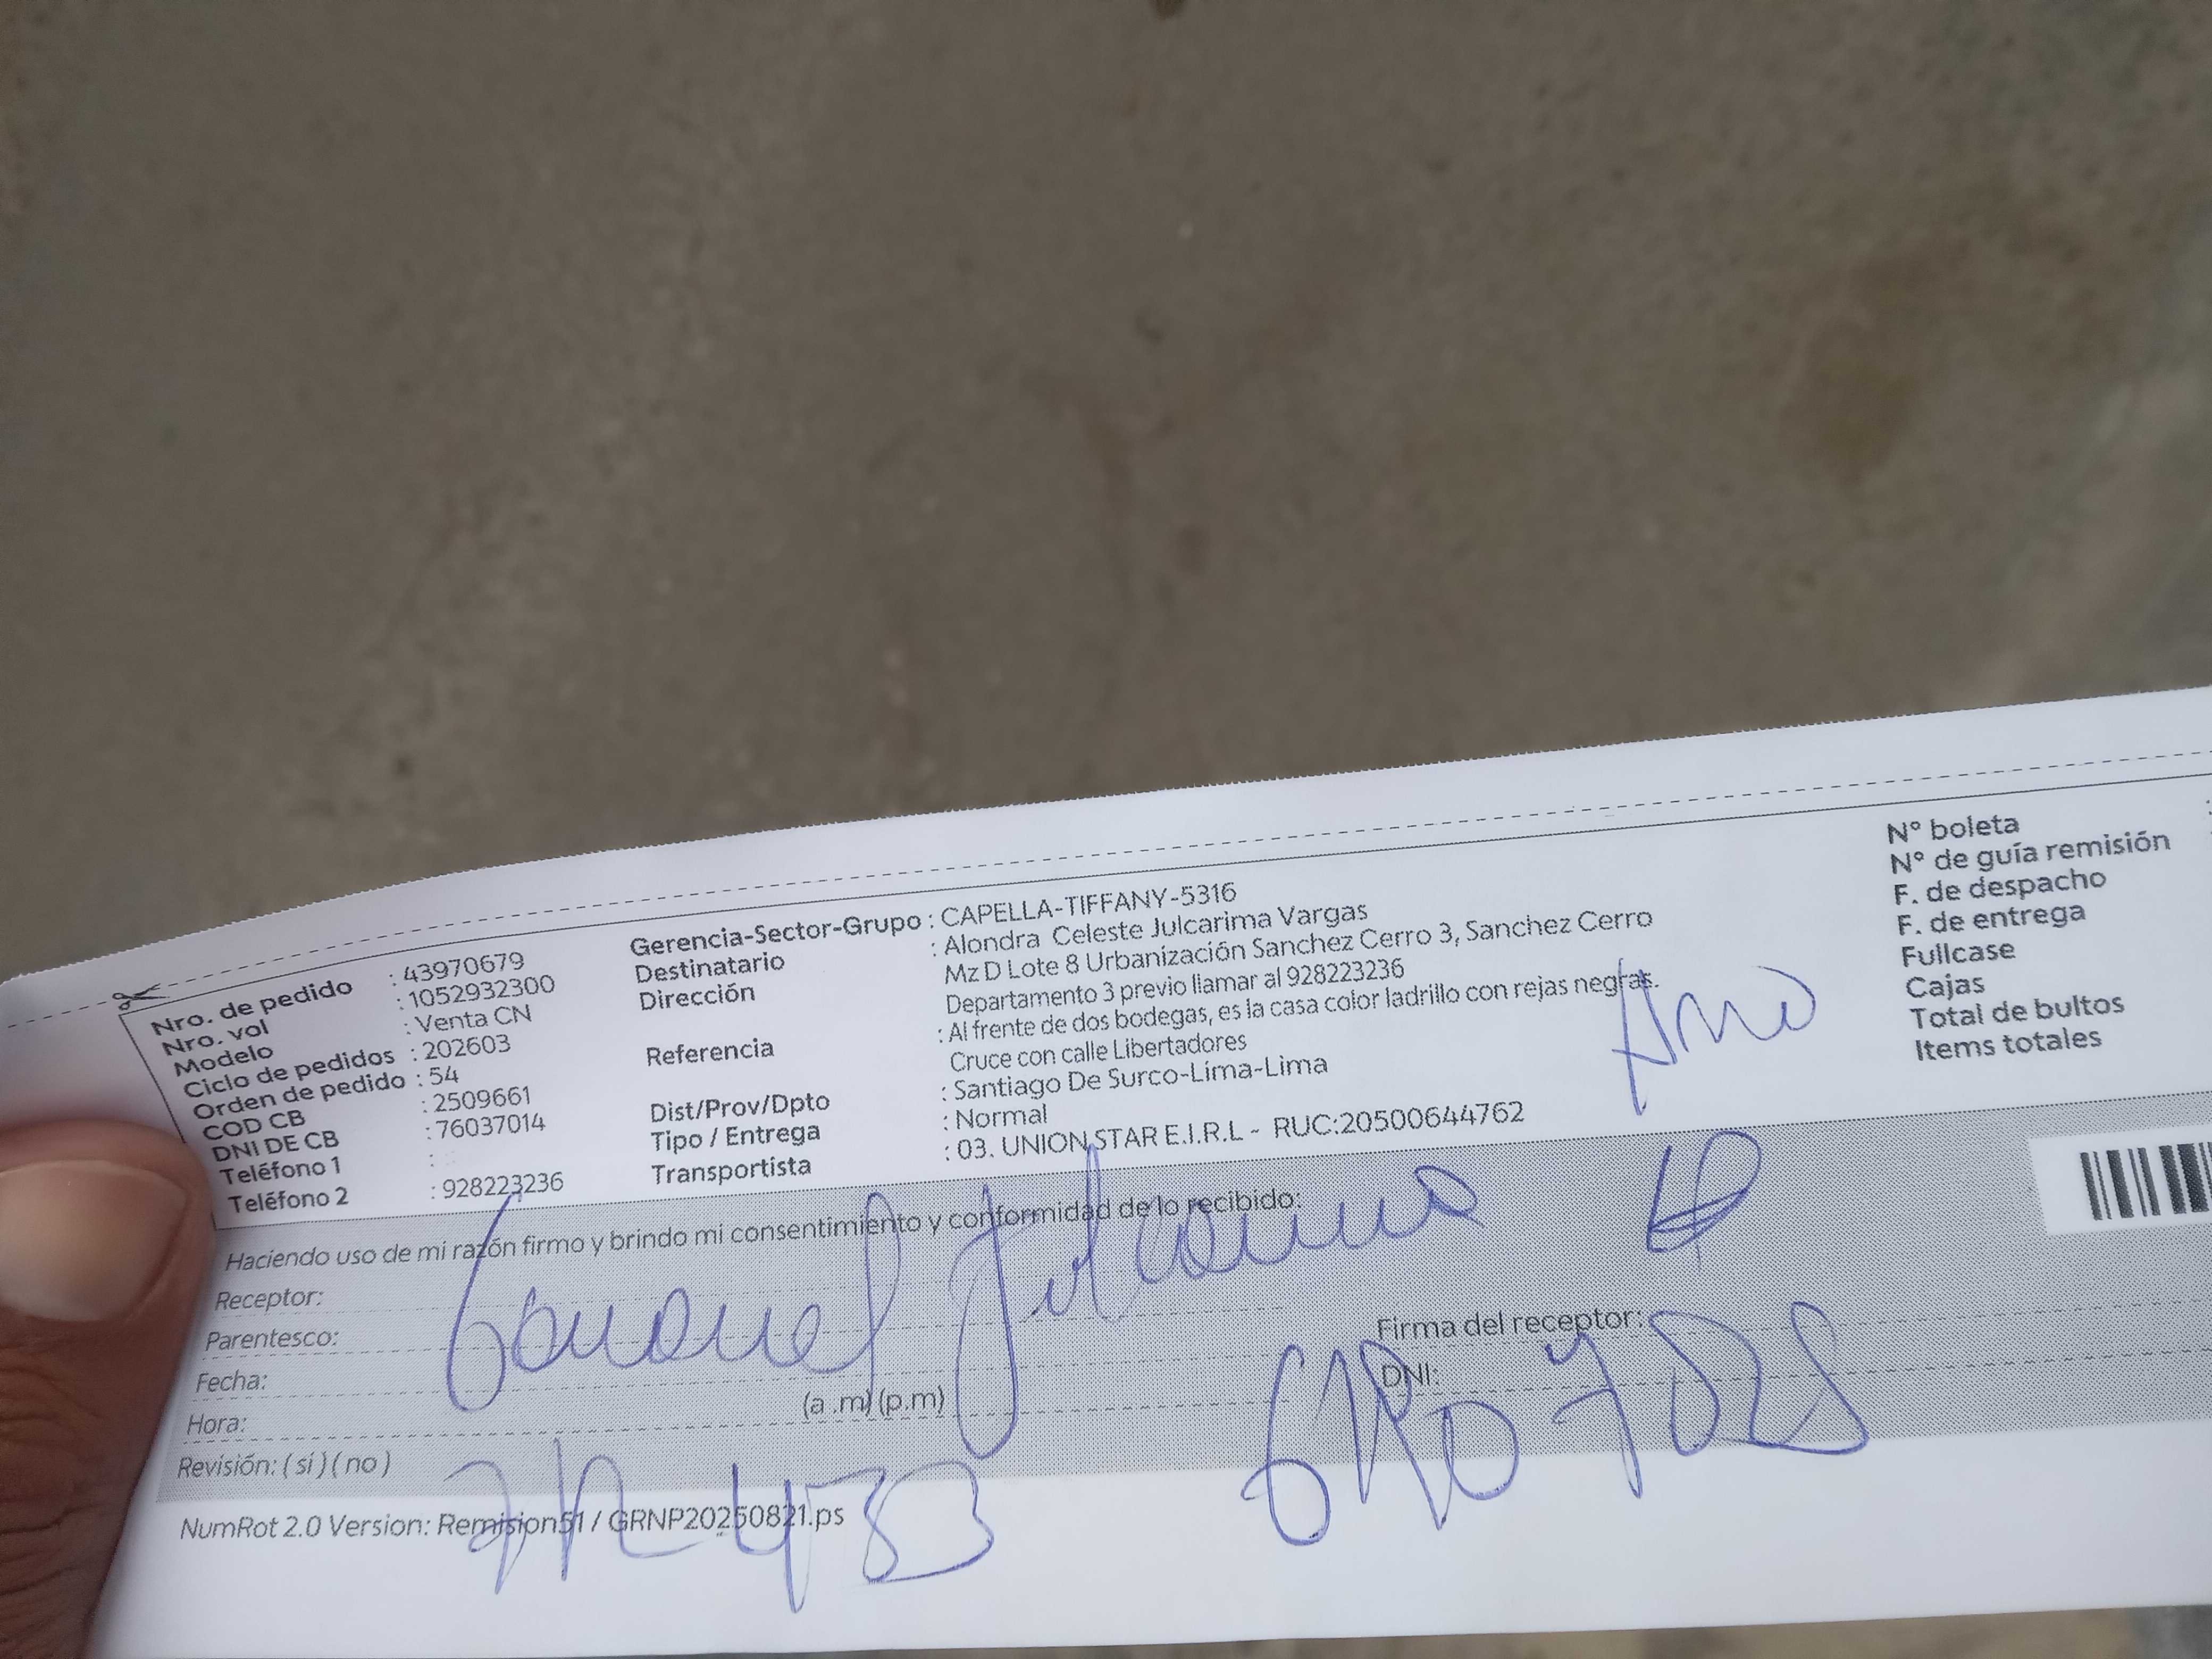 Nro. de pedido : 43970679
Nro. vol : 1052932300
Modelo : Venta CN
Ciclo de pedidos : 202603
Orden de pedido : 54
COD CB : 2509661
DNI DE CB : 76037014
Teléfono 1 :
Teléfono 2 : 928223236
Gerencia-Sector-Grupo : CAPELLA-TIFFANY-5316
Destinatario : Alondra Celeste Julcarima Vargas
Dirección Mz D Lote 8 Urbanización Sanchez Cerro 3, Sanchez Cerro
Departamento 3 previo llamar al 928223236
Referencia : Al frente de dos bodegas, es la casa color ladrillo con rejas negras.
Cruce con calle Libertadores
Dist/Prov/Dpto : Santiago De Surco-Lima-Lima
Tipo / Entrega : Normal
Transportista : 03. UNION STAR E.I.R.L - RUC:20500644762
N° boleta
N° de guía remisión
F. de despacho
F. de entrega
Fullcase
Cajas
Total de bultos
Items totales
Haciendo uso de mi razón firmo y brindo mi consentimiento y conformidad de lo recibido:
Receptor:
Parentesco:
Fecha:
Hora: (a .m) (p.m)
Revisión: ( si ) ( no )
Firma del receptor:
DNI:
NumRot 2.0 Version: Remision51 / GRNP20250821.ps